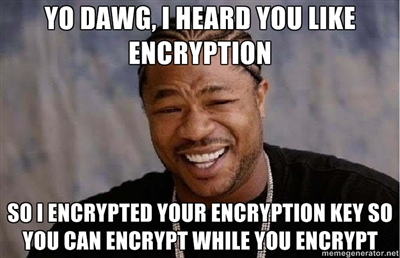 YO DAWG, I HEARD YOU LIKE
ENCRYPTION
SO I ENCRYPTED YOUR ENCRYPTION KEY SO
YOU CAN ENCRYPT WHILE YOU ENCRYPT
memegenerator.net